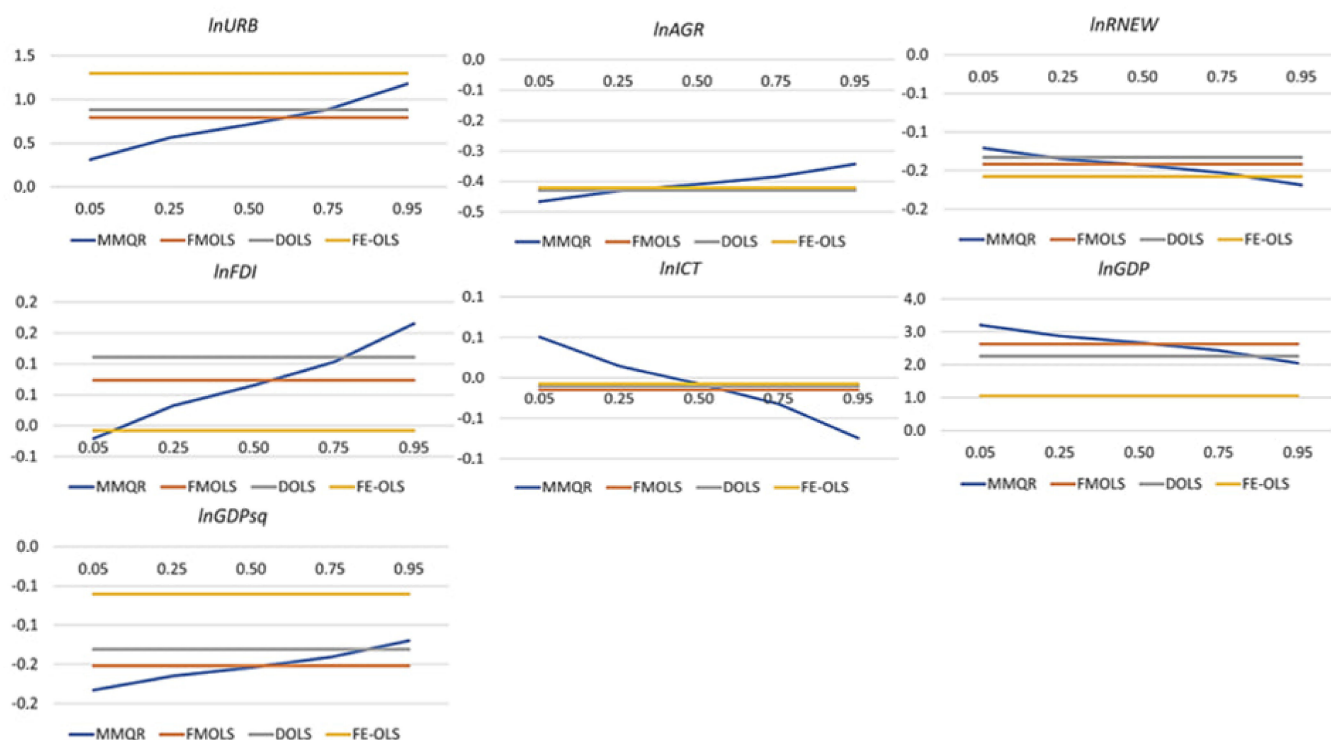 lnURB
1.5
1.0
0.5
0.0
0.05 0.25 0.50 0.75 0.95
MMQR FMOLS DOLS FE-OLS
lnAGR
0.0
0.05 0.25 0.50 0.75 0.95
-0.1
-0.2
-0.3
-0.4
-0.5
MMQR FMOLS DOLS FE-OLS
lnRNEW
0.0
0.05 0.25 0.50 0.75 0.95
-0.1
-0.1
-0.2
-0.2
MMQR FMOLS DOLS FE-OLS
lnFDI
0.2
0.2
0.1
0.1
0.0
0.05 0.25 0.50 0.75 0.95
-0.1
MMQR FMOLS DOLS FE-OLS
lnICT
0.1
0.1
0.0
0.05 0.25 0.50 0.75 0.95
-0.1
-0.1
MMQR FMOLS DOLS FE-OLS
lnGDP
4.0
3.0
2.0
1.0
0.0
0.05 0.25 0.50 0.75 0.95
MMQR FMOLS DOLS FE-OLS
lnGDPsq
0.0
0.05 0.25 0.50 0.75 0.95
-0.1
-0.1
-0.2
-0.2
MMQR FMOLS DOLS FE-OLS